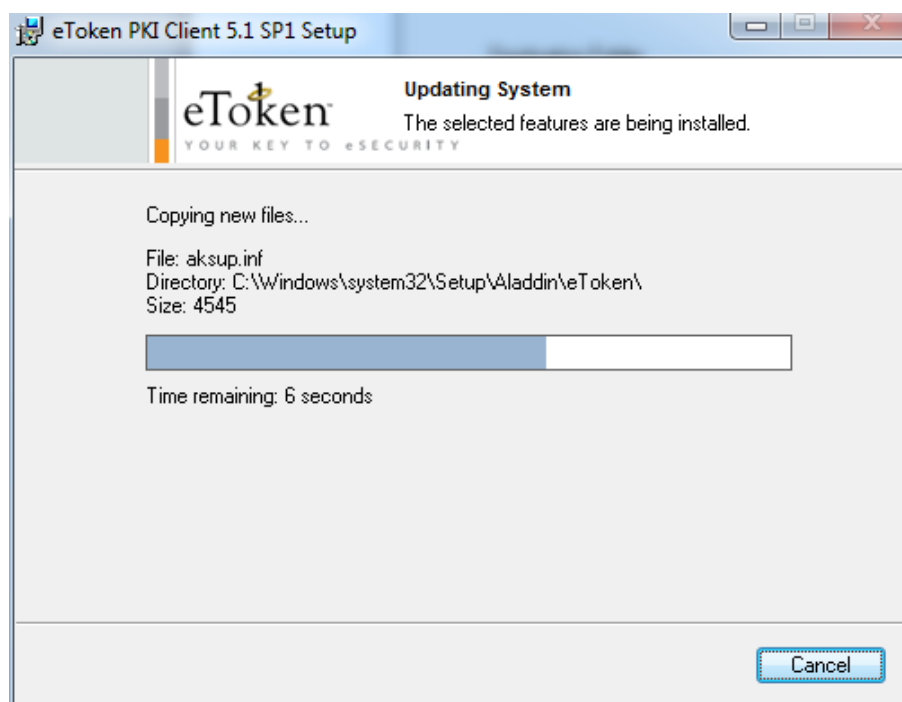 eToken PKI Client 5.1 SP1 Setup
eToken
YOUR KEY TO eSECURITY
Updating System
The selected features are being installed.
Copying new files...
File: aksup.inf
Directory: C:\Windows\system32\Setup\Aladdin\eToken\
Size: 4545
Time remaining: 6 seconds
Cancel